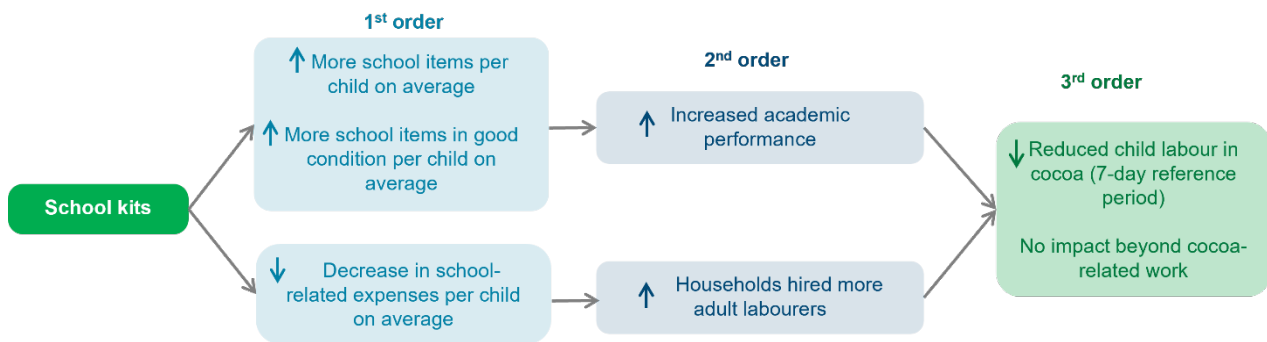 1st order
More school items per
child on average
More school items in good
condition per child on
average
2nd order
Increased academic
performance
3rd order
Reduced child labour in
cocoa (7-day reference
period)
No impact beyond cocoa-
related work
School kits
Decrease in school-
related expenses per child
on average
Households hired more
adult labourers